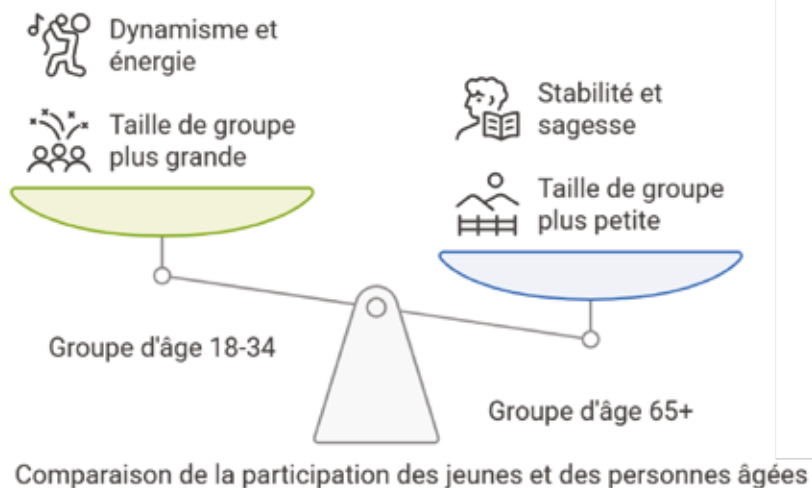 Dynamisme et
énergie
Taille de groupe
plus grande
Stabilité et
sagesse
Taille de groupe
plus petite
Groupe d'âge 18-34
Groupe d'âge 65+
Comparaison de la participation des jeunes et des personnes âgées